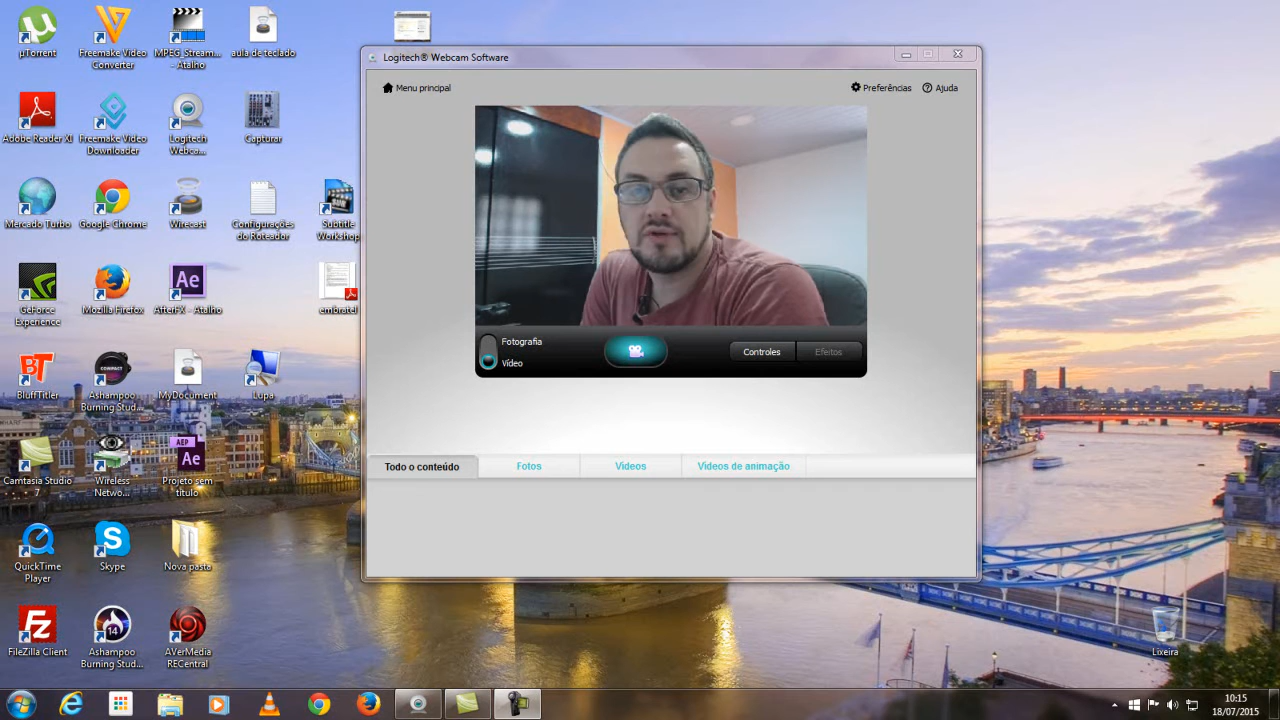 µTorrent
Freemake Video
Converter
MPEG_Stream...
- Atalho
aula de teclado
Adobe Reader XI
Freemake Video
Downloader
Logitech
Webca...
Capturar
Mercado Turbo
Google Chrome
Wirecast
Configurações
do Roteador
Subtitle
Workshop
GeForce
Experience
Mozilla Firefox
AfterFX - Atalho
embratel
BluffTitler
Ashampoo
Burning Stud...
MyDocument
Lupa
Camtasia Studio
7
Wireless
Netwo...
Projeto sem
título
QuickTime
Player
Skype
Nova pasta
FileZilla Client
Ashampoo
Burning Stud...
AVerMedia
RECentral
Logitech® Webcam Software
Menu principal
Preferências
Ajuda
Fotografia
Vídeo
Controles
Efeitos
Todo o conteúdo
Fotos
Vídeos
Vídeos de animação
Lixeira
10:15
18/07/2015